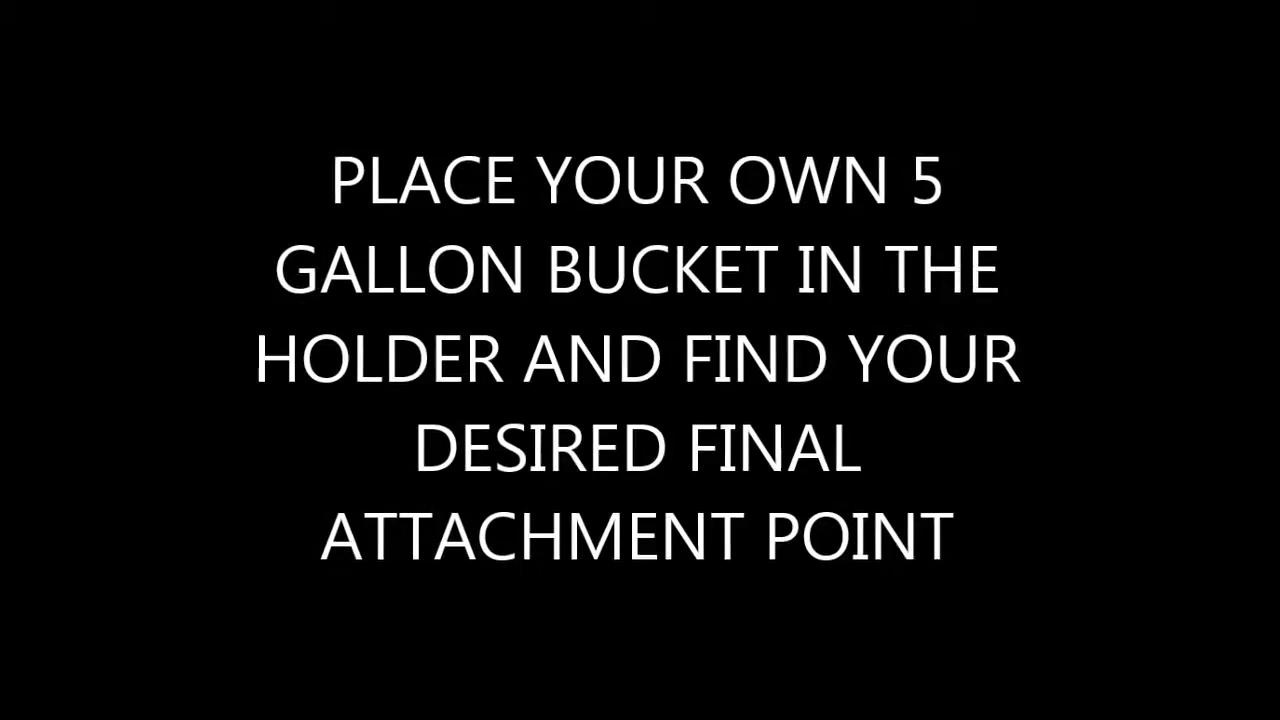 PLACE YOUR OWN 5
GALLON BUCKET IN THE
HOLDER AND FIND YOUR
DESIRED FINAL
ATTACHMENT POINT